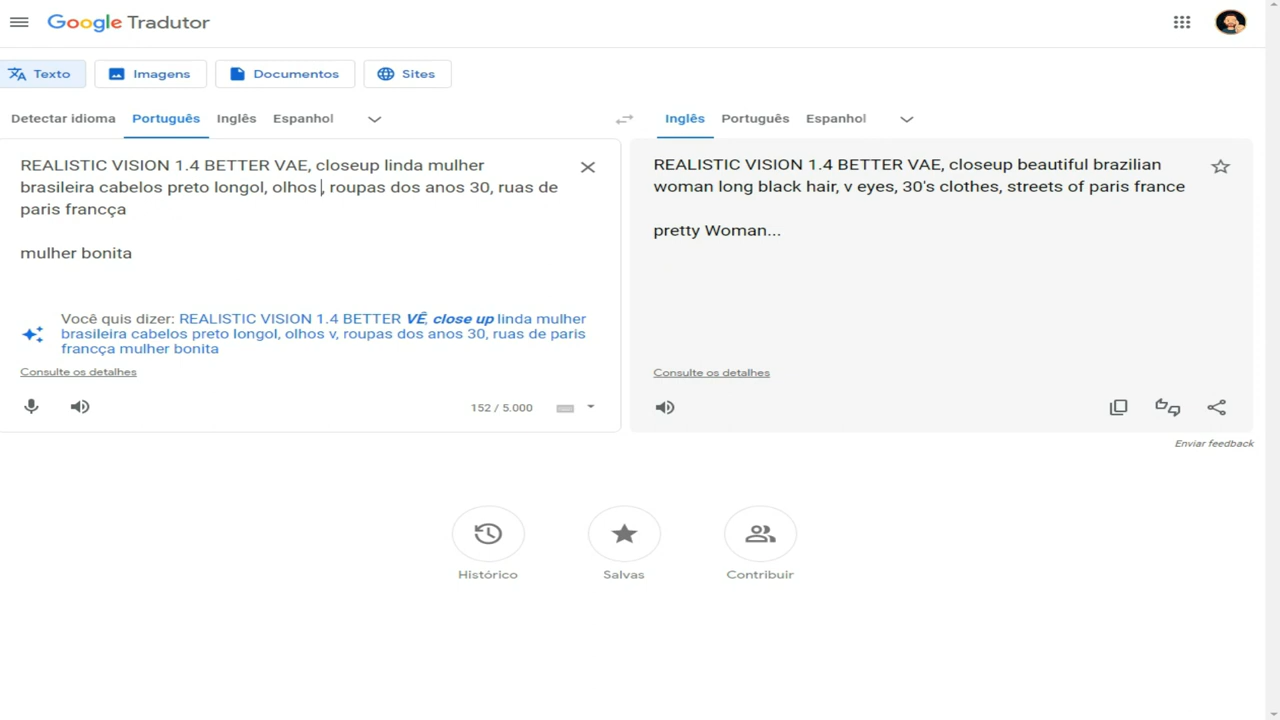 Google Tradutor
Texto
Imagens
Documentos
Sites
Detectar idioma
Português
Inglês
Espanhol
Inglês
Português
Espanhol
REALISTIC VISION 1.4 BETTER VAE, closeup linda mulher
brasileira cabelos preto longol, olhos , roupas dos anos 30, ruas de
paris francça
mulher bonita
Você quis dizer: REALISTIC VISION 1.4 BETTER VÊ, close up linda mulher
brasileira cabelos preto longol, olhos v, roupas dos anos 30, ruas de paris
francça mulher bonita
Consulte os detalhes
152 / 5.000
REALISTIC VISION 1.4 BETTER VAE, closeup beautiful brazilian
woman long black hair, v eyes, 30's clothes, streets of paris france
pretty Woman...
Consulte os detalhes
Enviar feedback
Histórico
Salvas
Contribuir